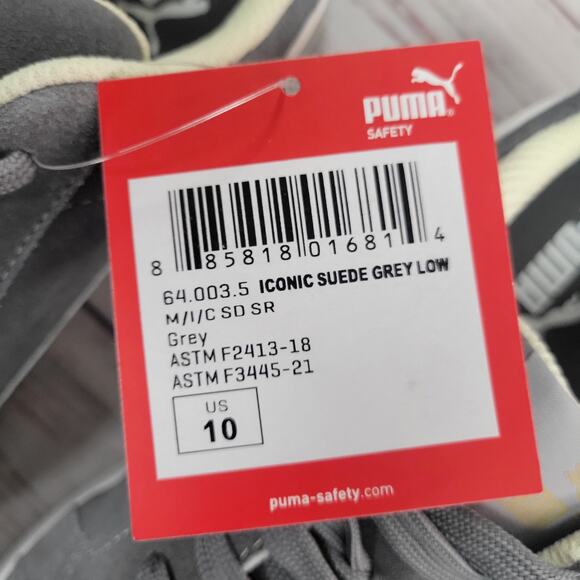 PUMA®
SAFETY
8 85818 01681 4
64.003.5 ICONIC SUEDE GREY LOW
M/I/C SD SR
Grey
ASTM F2413-18
ASTM F3445-21
US
10
puma-safety.com